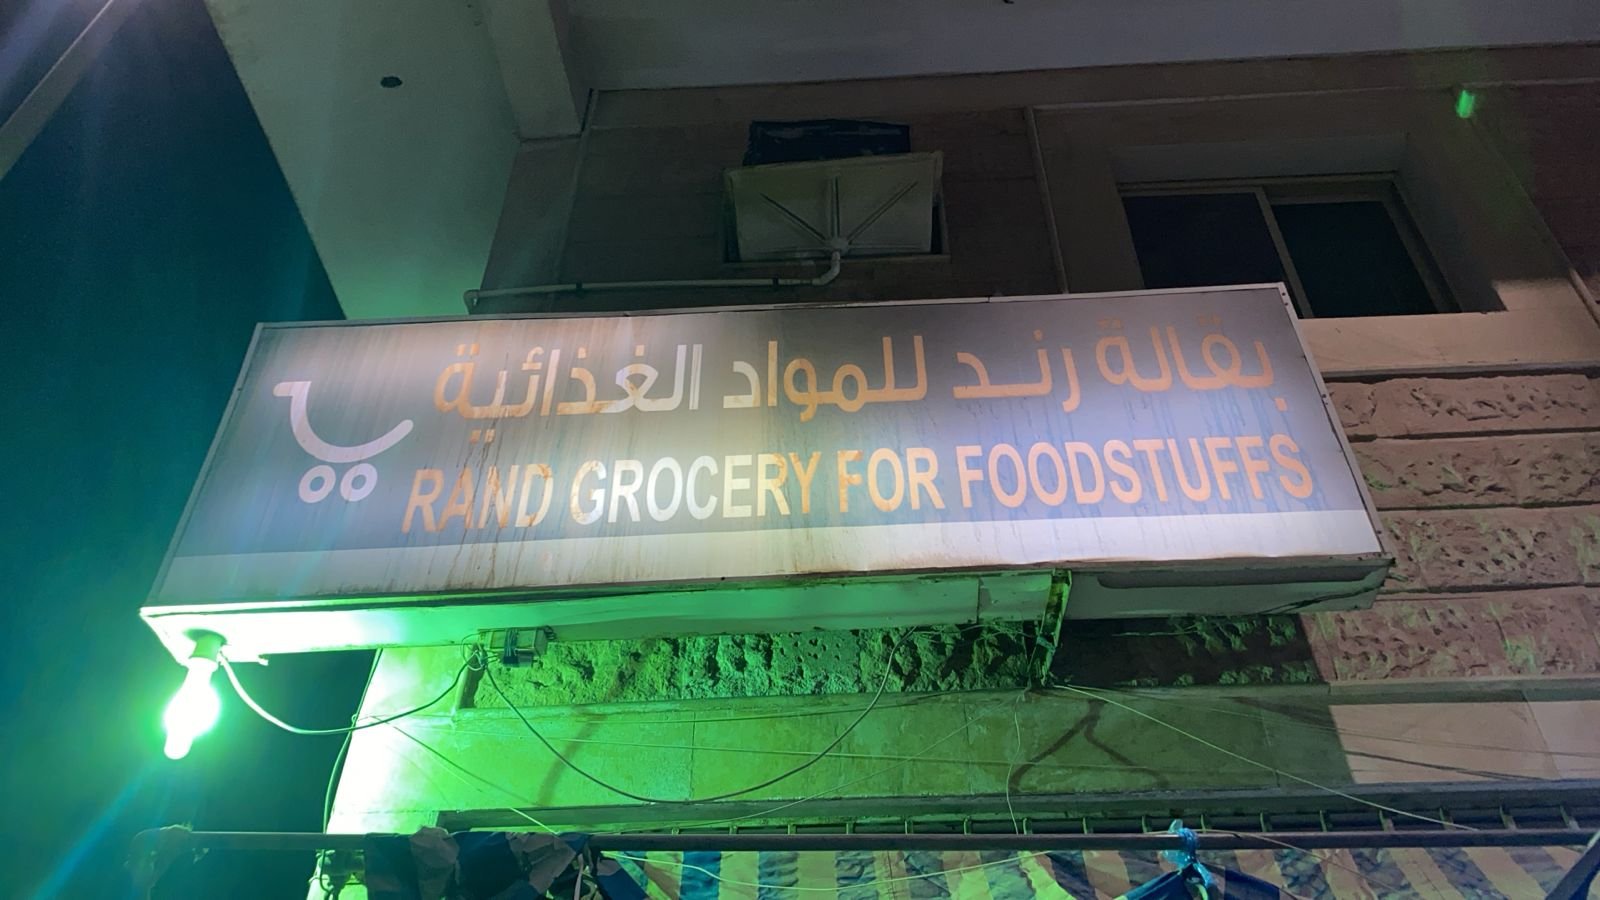 بقالة رند للمواد الغذائية
RAND GROCERY FOR FOODSTUFFS